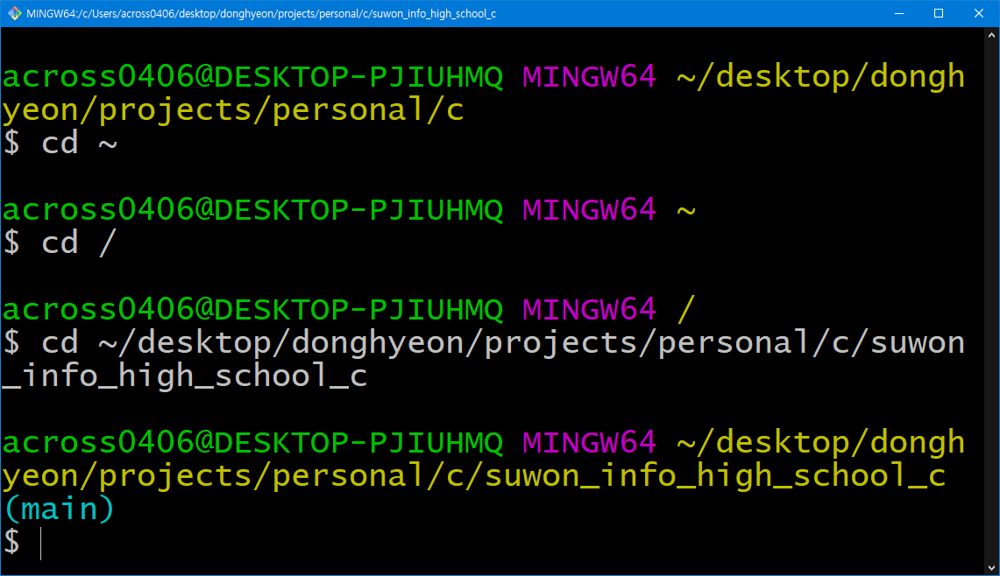 MINGW64:/c/Users/across0406/desktop/donghyeon/projects/personal/c/suwon_info_high_school_c
across0406@DESKTOP-PJIUHMQ MINGW64 ~/desktop/dongh
yeon/projects/personal/c
$ cd ~
across0406@DESKTOP-PJIUHMQ MINGW64 ~
$ cd /
across0406@DESKTOP-PJIUHMQ MINGW64 /
$ cd ~/desktop/donghyeon/projects/personal/c/suwon
_info_high_school_c
across0406@DESKTOP-PJIUHMQ MINGW64 ~/desktop/dongh
yeon/projects/personal/c/suwon_info_high_school_c
(main)
$